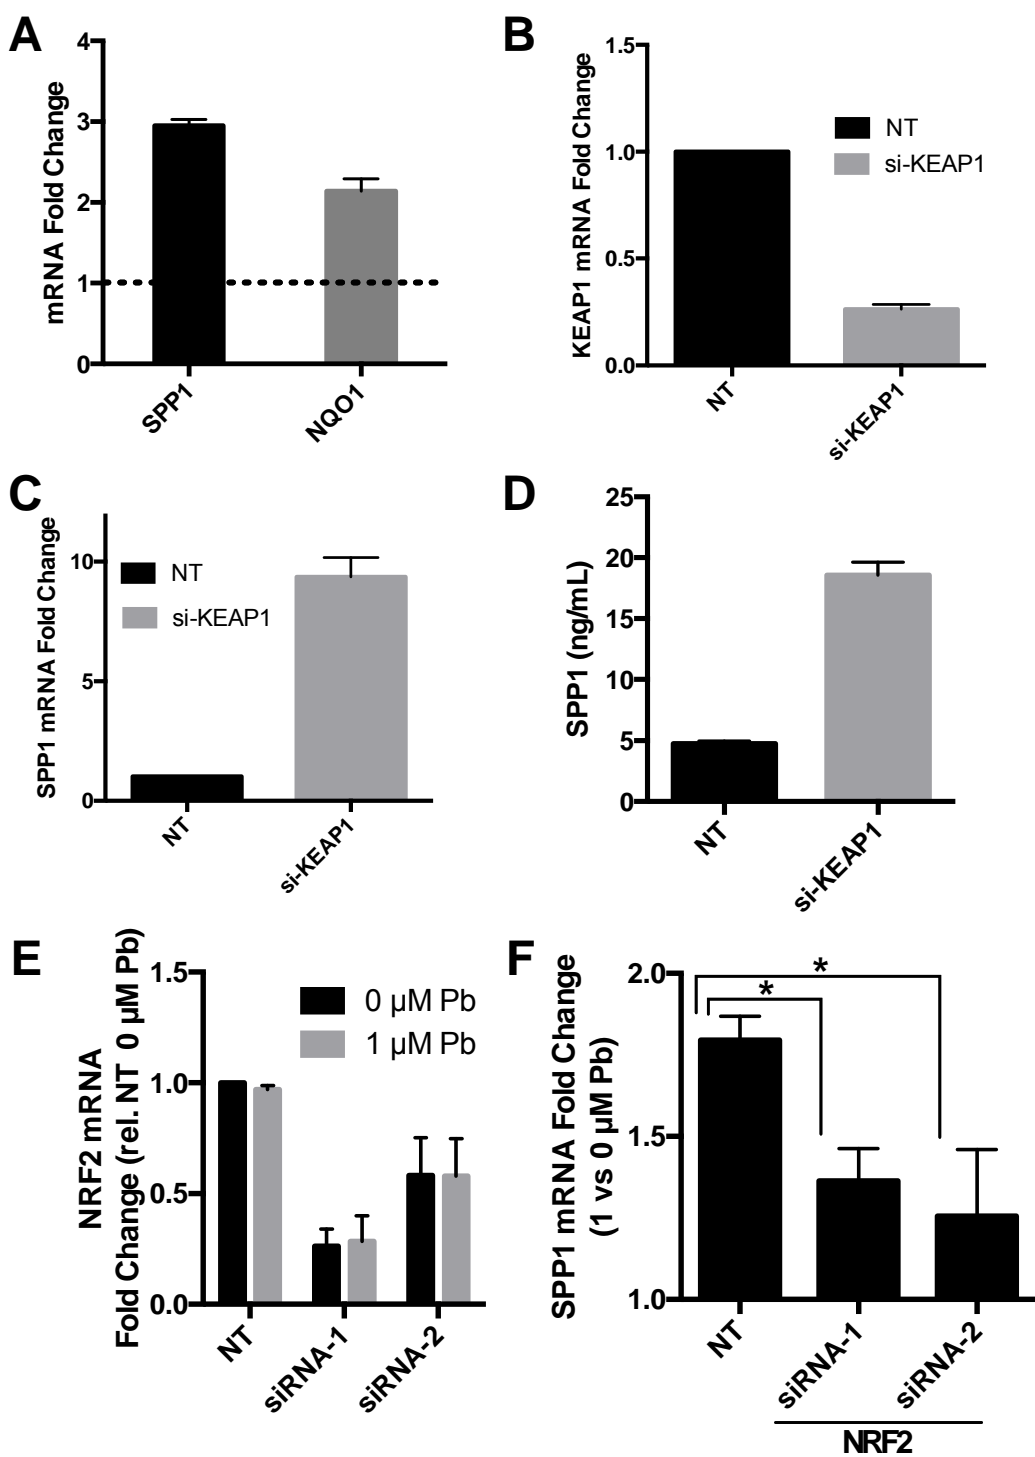 A
mRNA Fold Change
4
3
2
1
0
SPP1
NQO1
B
KEAP1 mRNA Fold Change
1.5
1.0
0.5
0.0
NT
si-KEAP1
NT
si-KEAP1
C
SPP1 mRNA Fold Change
10
5
0
NT
si-KEAP1
NT
si-KEAP1
D
SPP1 (ng/mL)
25
20
15
10
5
0
NT
si-KEAP1
E
NRF2 mRNA
Fold Change (rel. NT 0 µM Pb)
1.5
1.0
0.5
0.0
0 µM Pb
1 µM Pb
NT
siRNA-1
siRNA-2
F
SPP1 mRNA Fold Change
(1 vs 0 µM Pb)
2.0
1.5
1.0
*
*
NT
siRNA-1
siRNA-2
NRF2